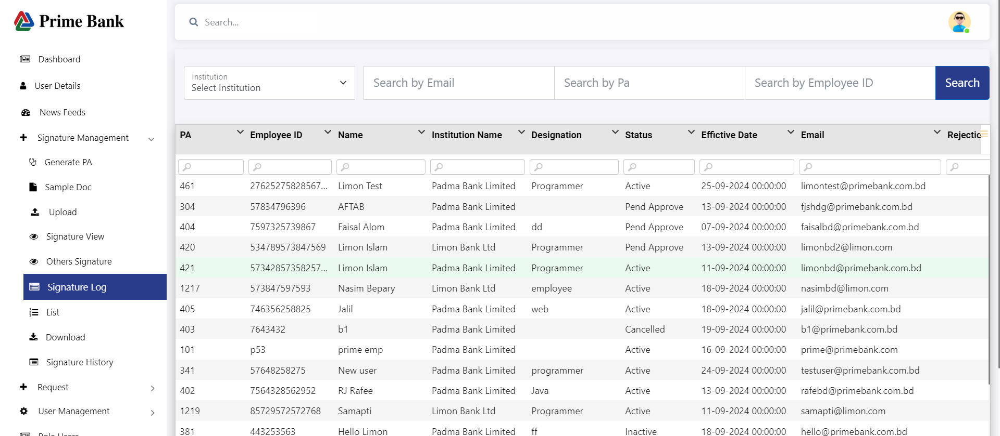 Prime Bank
Search...
Dashboard
User Details
News Feeds
Signature Management
Generate PA
Sample Doc
Upload
Signature View
Others Signature
Signature Log
List
Download
Signature History
Request
User Management
Role Users
Institution
Select Institution
Search by Email
Search by Pa
Search by Employee ID
Search
PA Employee ID Name Institution Name Designation Status Effictive Date Email Rejectic
461 27625275828567... Limon Test Padma Bank Limited Programmer Active 25-09-2024 00:00:00 limontest@primebank.com.bd
304 57834796396 AFTAB Padma Bank Limited Pend Approve 13-09-2024 00:00:00 fjshdg@primebank.com.bd
404 7597325739867 Faisal Alom Padma Bank Limited dd Pend Approve 07-09-2024 00:00:00 faisalbd@primebank.com.bd
420 534789573847569 Limon Islam Limon Bank Ltd Programmer Pend Approve 13-09-2024 00:00:00 limonbd2@limon.com
421 57342857358257... Limon Islam Padma Bank Limited Programmer Active 11-09-2024 00:00:00 limonbd@primebank.com.bd
1217 573847597593 Nasim Bepary Limon Bank Ltd employee Active 18-09-2024 00:00:00 nasimbd@limon.com
405 746356258825 Jalil Padma Bank Limited web Active 18-09-2024 00:00:00 jalil@primebank.com.bd
403 7643432 b1 Padma Bank Limited Cancelled 19-09-2024 00:00:00 b1@primebank.com.bd
101 p53 prime emp Padma Bank Limited Active 16-09-2024 00:00:00 prime@primebank.com
341 57648258275 New user Padma Bank Limited programmer Active 24-09-2024 00:00:00 testuser@primebank.com.bd
402 7564328562952 RJ Rafee Padma Bank Limited Java Active 13-09-2024 00:00:00 rafebd@primebank.com.bd
1219 85729572572768 Samapti Limon Bank Ltd Programmer Active 11-09-2024 00:00:00 samapti@limon.com
381 443253563 Hello Limon Padma Bank Limited ff Inactive 18-09-2024 00:00:00 hello@primebank.com.bd